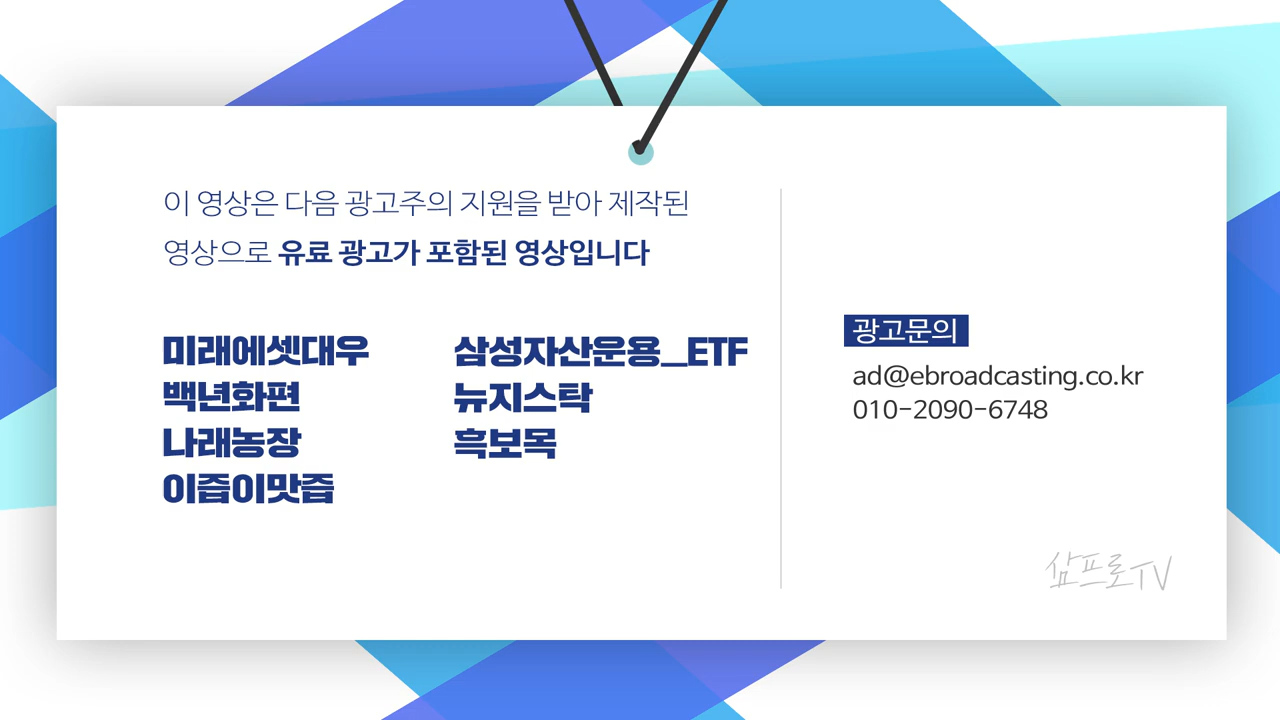 이 영상은 다음 광고주의 지원을 받아 제작된
영상으로 유료 광고가 포함된 영상입니다
미래에셋대우
백년화편
나래농장
이즙이맛즙
삼성자산운용_ETF
뉴지스탁
흑보목
광고문의
ad@ebroadcasting.co.kr
010-2090-6748
삼프로TV